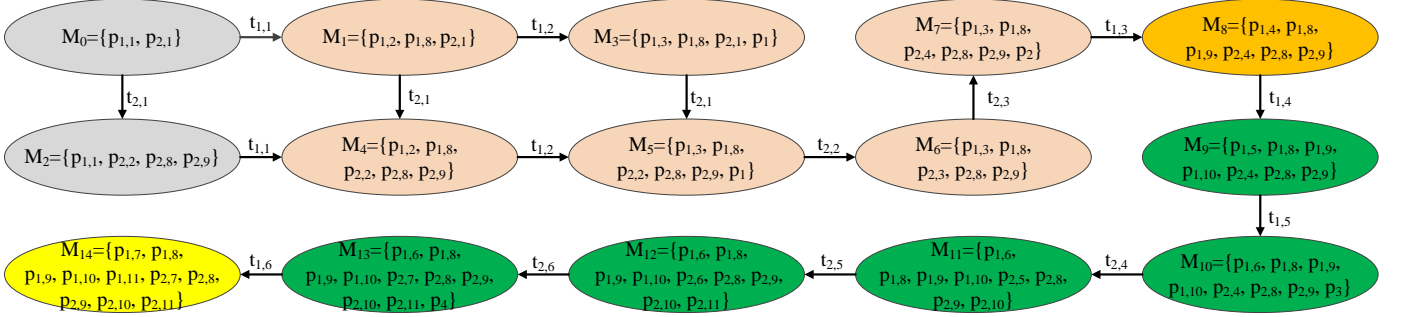 M0={p1,1, p2,1}
t1,1
M1={p1,2, p1,8, p2,1}
t1,2
M3={p1,3, p1,8, p2,1, p1}
M7={p1,3, p1,8,
p2,4, p2,8, p2,9, p2}
t1,3
M8={p1,4, p1,8,
p1,9, p2,4, p2,8, p2,9}
t2,1
t2,1
t2,1
t2,3
t1,4
M2={p1,1, p2,2, p2,8, p2,9}
t1,1
M4={p1,2, p1,8,
p2,2, p2,8, p2,9}
t1,2
M5={p1,3, p1,8,
p2,2, p2,8, p2,9, p1}
t2,2
M6={p1,3, p1,8,
p2,3, p2,8, p2,9}
M9={p1,5, p1,8, p1,9,
p1,10, p2,4, p2,8, p2,9}
t1,5
M14={p1,7, p1,8,
p1,9, p1,10, p1,11, p2,7, p2,8,
p2,9, p2,10, p2,11}
t1,6
M13={p1,6, p1,8,
p1,9, p1,10, p2,7, p2,8, p2,9,
p2,10, p2,11, p4}
t2,6
M12={p1,6, p1,8,
p1,9, p1,10, p2,6, p2,8, p2,9,
p2,10, p2,11}
t2,5
M11={p1,6,
p1,8, p1,9, p1,10, p2,5, p2,8,
p2,9, p2,10}
t2,4
M10={p1,6, p1,8, p1,9,
p1,10, p2,4, p2,8, p2,9, p3}